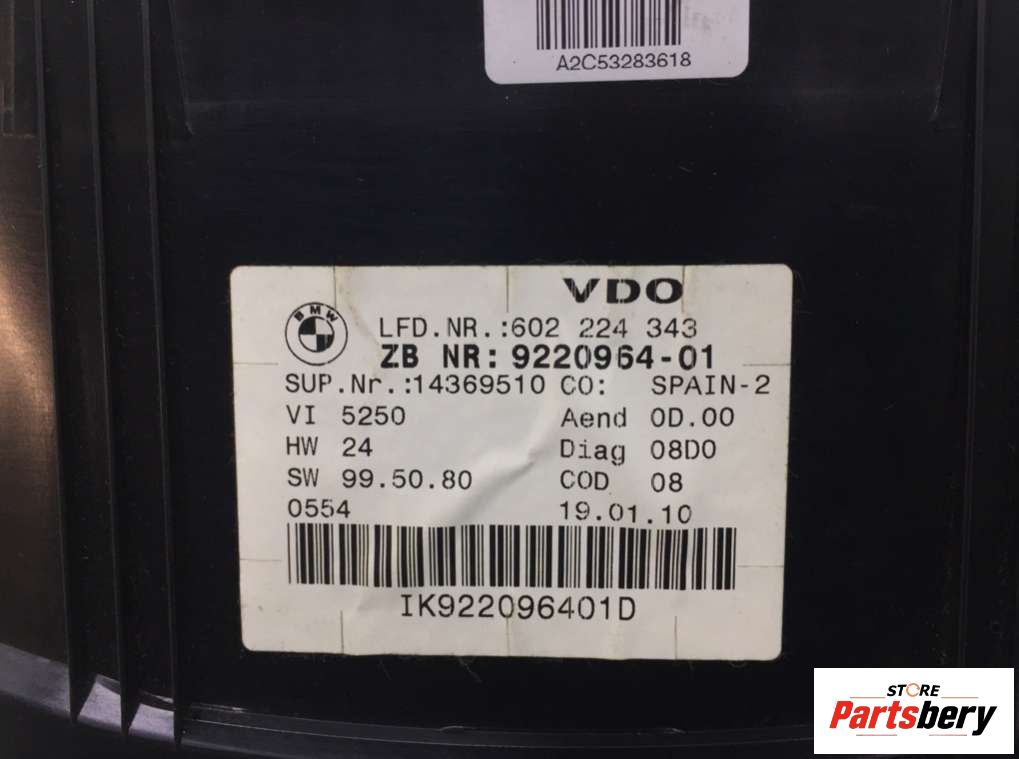 A2C53283618
VDO
BMW
LFD.NR.:602 224 343
ZB NR: 9220964-01
SUP.Nr.:14369510 CO: SPAIN-2
VI 5250 Aend 0D.00
HW 24 Diag 08D0
SW 99.50.80 COD 08
0554 19.01.10
IK922096401D
STORE
Partsbery